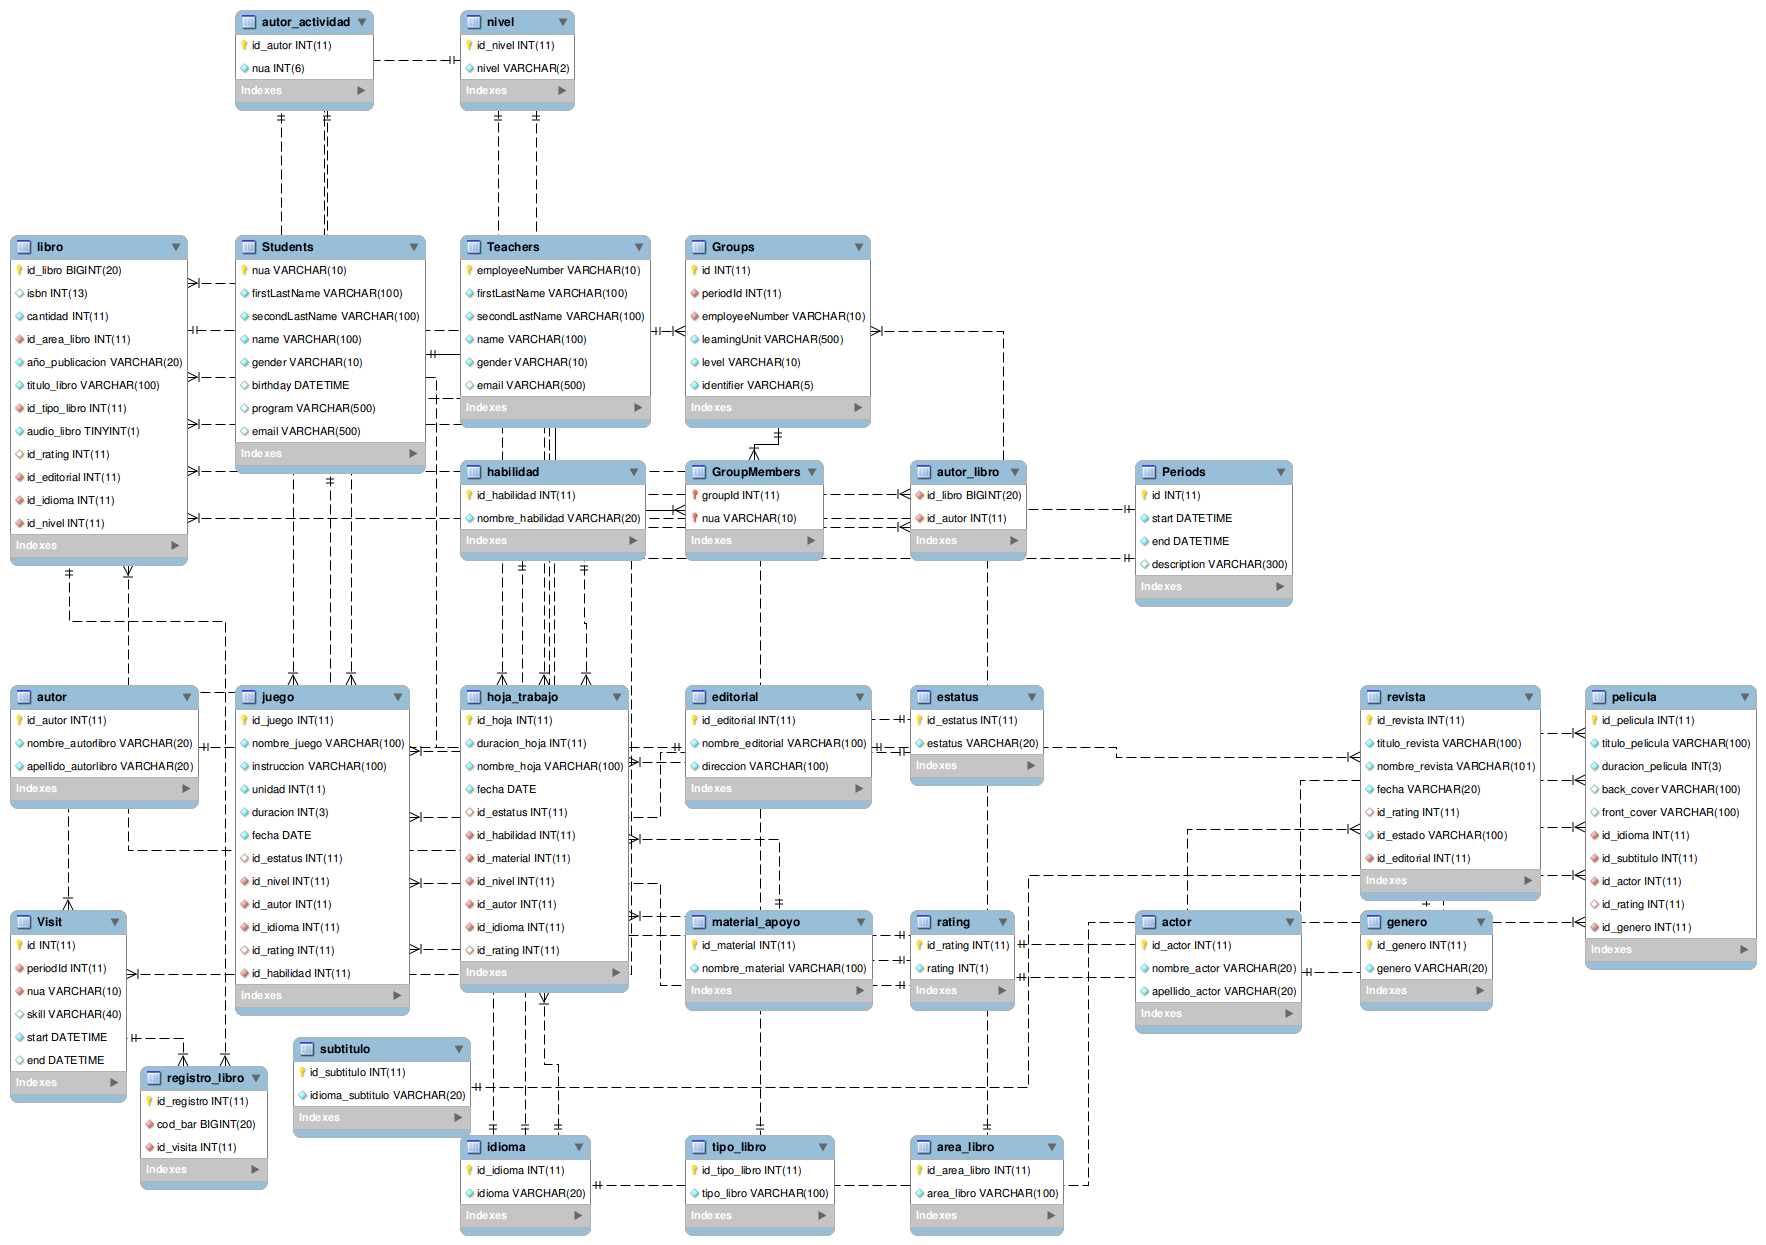 autor_actividad
id_autor INT(11)
nua INT(6)
Indexes
nivel
id_nivel INT(11)
nivel VARCHAR(2)
Indexes
libro
id_libro BIGINT(20)
isbn INT(13)
cantidad INT(11)
id_area_libro INT(11)
año_publicacion VARCHAR(20)
titulo_libro VARCHAR(100)
id_tipo_libro INT(11)
audio_libro TINYINT(1)
id_rating INT(11)
id_editorial INT(11)
id_idioma INT(11)
id_nivel INT(11)
Indexes
Students
nua VARCHAR(10)
firstLastName VARCHAR(100)
secondLastName VARCHAR(100)
name VARCHAR(100)
gender VARCHAR(10)
birthday DATETIME
program VARCHAR(500)
email VARCHAR(500)
Indexes
Teachers
employeeNumber VARCHAR(10)
firstLastName VARCHAR(100)
secondLastName VARCHAR(100)
name VARCHAR(100)
gender VARCHAR(10)
email VARCHAR(500)
Indexes
Groups
id INT(11)
periodId INT(11)
employeeNumber VARCHAR(10)
learningUnit VARCHAR(500)
level VARCHAR(10)
identifier VARCHAR(5)
Indexes
habilidad
id_habilidad INT(11)
nombre_habilidad VARCHAR(20)
Indexes
GroupMembers
groupId INT(11)
nua VARCHAR(10)
Indexes
autor_libro
id_libro BIGINT(20)
id_autor INT(11)
Indexes
Periods
id INT(11)
start DATETIME
end DATETIME
description VARCHAR(300)
Indexes
autor
id_autor INT(11)
nombre_autorlibro VARCHAR(20)
apellido_autorlibro VARCHAR(20)
Indexes
juego
id_juego INT(11)
nombre_juego VARCHAR(100)
instruccion VARCHAR(100)
unidad INT(11)
duracion INT(3)
fecha DATE
id_estatus INT(11)
id_nivel INT(11)
id_autor INT(11)
id_idioma INT(11)
id_rating INT(11)
id_habilidad INT(11)
Indexes
hoja_trabajo
id_hoja INT(11)
duracion_hoja INT(11)
nombre_hoja VARCHAR(100)
fecha DATE
id_estatus INT(11)
id_habilidad INT(11)
id_material INT(11)
id_nivel INT(11)
id_autor INT(11)
id_idioma INT(11)
id_rating INT(11)
Indexes
editorial
id_editorial INT(11)
nombre_editorial VARCHAR(100)
direccion VARCHAR(100)
Indexes
estatus
id_estatus INT(11)
estatus VARCHAR(20)
Indexes
revista
id_revista INT(11)
titulo_revista VARCHAR(100)
nombre_revista VARCHAR(101)
fecha VARCHAR(20)
id_rating INT(11)
id_estado VARCHAR(100)
id_editorial INT(11)
Indexes
pelicula
id_pelicula INT(11)
titulo_pelicula VARCHAR(100)
duracion_pelicula INT(3)
back_cover VARCHAR(100)
front_cover VARCHAR(100)
id_idioma INT(11)
id_subtitulo INT(11)
id_actor INT(11)
id_rating INT(11)
id_genero INT(11)
Indexes
Visit
id INT(11)
periodId INT(11)
nua VARCHAR(10)
skill VARCHAR(40)
start DATETIME
end DATETIME
Indexes
material_apoyo
id_material INT(11)
nombre_material VARCHAR(100)
Indexes
rating
id_rating INT(11)
rating INT(1)
Indexes
actor
id_actor INT(11)
nombre_actor VARCHAR(20)
apellido_actor VARCHAR(20)
Indexes
genero
id_genero INT(11)
genero VARCHAR(20)
Indexes
registro_libro
id_registro INT(11)
cod_bar BIGINT(20)
id_visita INT(11)
Indexes
subtitulo
id_subtitulo INT(11)
idioma_subtitulo VARCHAR(20)
Indexes
idioma
id_idioma INT(11)
idioma VARCHAR(20)
Indexes
tipo_libro
id_tipo_libro INT(11)
tipo_libro VARCHAR(100)
Indexes
area_libro
id_area_libro INT(11)
area_libro VARCHAR(100)
Indexes